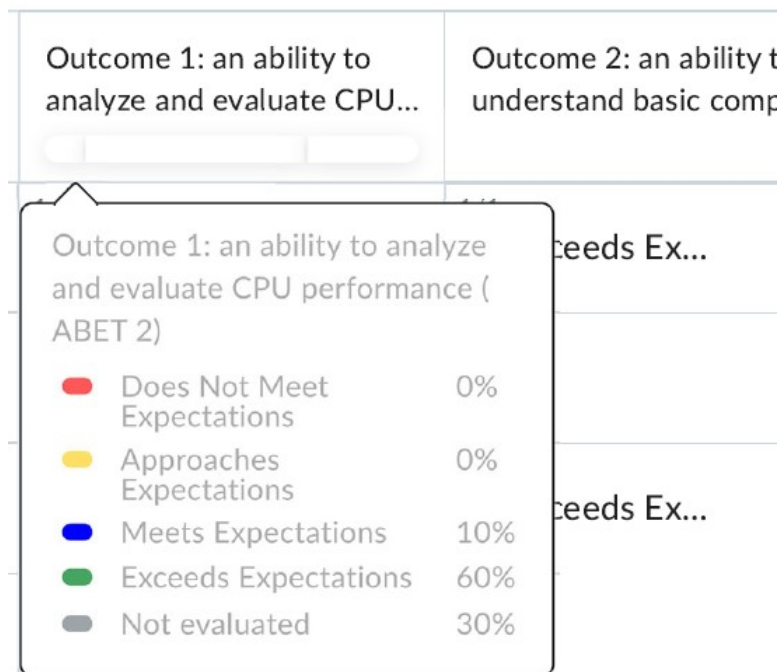 Outcome 1: an ability to
analyze and evaluate CPU...
Outcome 2: an ability
understand basic comp
Outcome 1: an ability to analyze
and evaluate CPU performance (
ABET 2)
Does Not Meet
Expectations
0%
Approaches
Expectations
0%
Meets Expectations 10%
Exceeds Expectations 60%
Not evaluated 30%
ceeds Ex...
ceeds Ex...